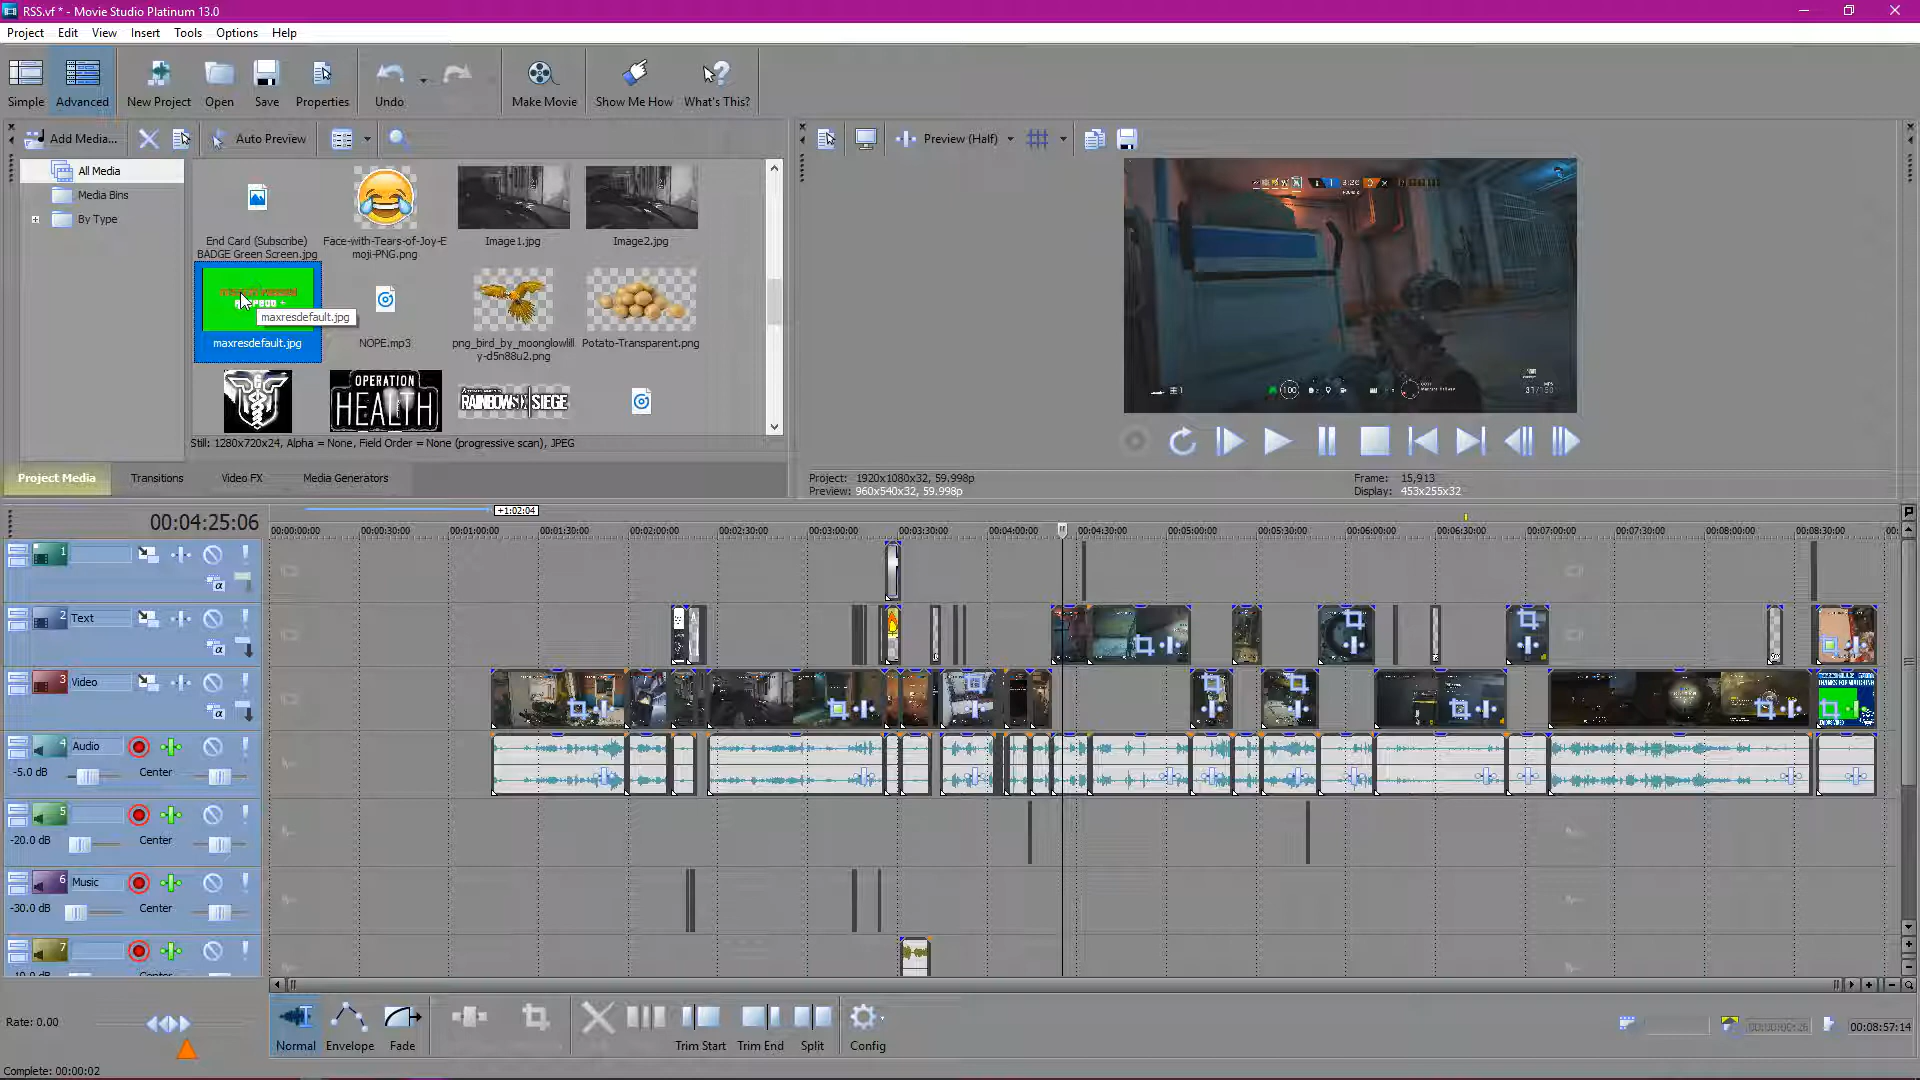 RSS.vf * - Movie Studio Platinum 13.0
Project Edit View Insert Tools Options Help
Simple Advanced New Project Open Save Properties Undo Make Movie Show Me How What's This?
Add Media... Auto Preview
Preview (Half)
All Media
Media Bins
By Type
End Card (Subscribe) BADGE Green Screen.jpg
Face-with-Tears-of-Joy-Emoji-PNG.png
Image1.jpg
Image2.jpg
maxresdefault.jpg
maxresdefault.jpg
NOPE.mp3
png_bird_by_moonglowlilly-d5n88u2.png
Potato-Transparent.png
OPERATION
HEALTH
RAINBOW SIX SIEGE
Still: 1280x720x24, Alpha = None, Field Order = None (progressive scan), JPEG
Project Media Transitions Video FX Media Generators
Project: 1920x1080x32, 59.998p
Preview: 960x540x32, 59.998p
Frame: 15,913
Display: 453x255x32
00:04:25:06
+1:02:04
00:00:00:00 00:00:30:00 00:01:00:00 00:01:30:00 00:02:00:00 00:02:30:00 00:03:00:00 00:03:30:00 00:04:00:00 00:04:30:00 00:05:00:00 00:05:30:00 00:06:00:00 00:06:30:00 00:07:00:00 00:07:30:00 00:08:00:00 00:08:30:00
1
2 Text
3 Video
4 Audio
-5.0 dB Center
5
-20.0 dB Center
6 Music
-30.0 dB Center
7
Rate: 0.00
Normal Envelope Fade Trim Start Trim End Split Config
00:08:57:14
Complete: 00:00:02